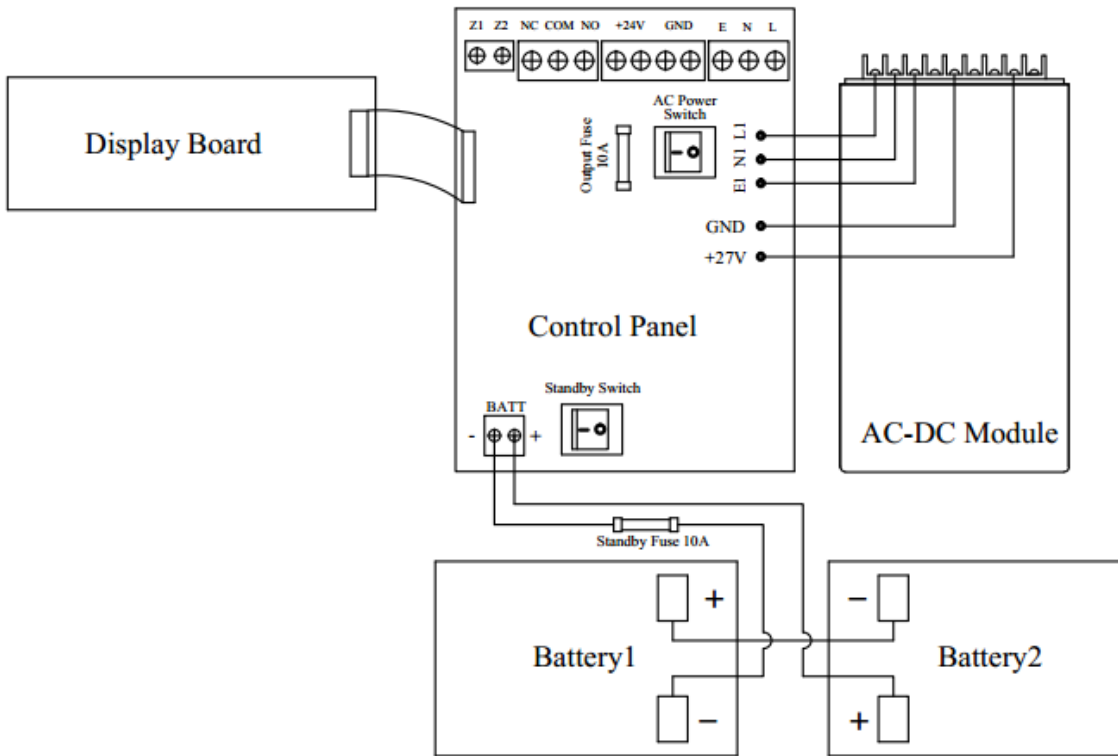 Z1 Z2 NC COM NO +24V GND E N L
Display Board
Output Fuse
10A
AC Power
Switch
L1
N1
E1
GND
+27V
Control Panel
AC-DC Module
Standby Switch
BATT
- +
Standby Fuse 10A
Battery1
+
−
Battery2
−
+